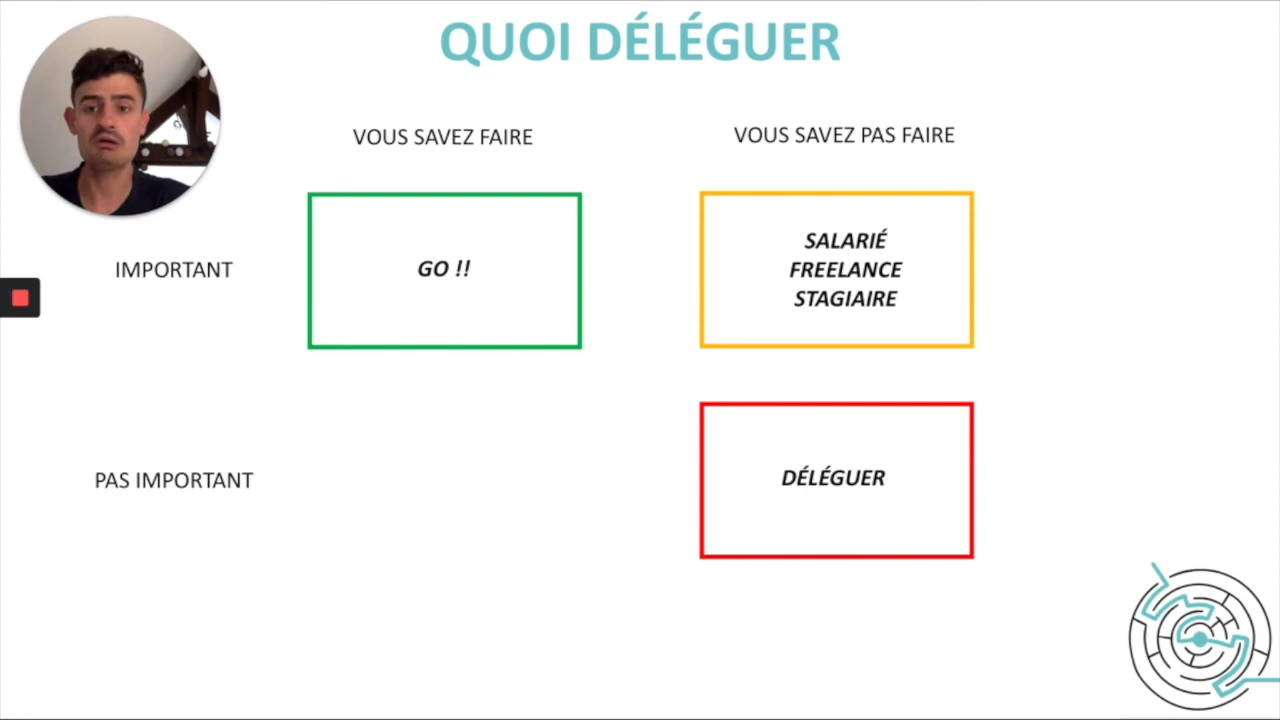 QUOI DÉLÉGUER
VOUS SAVEZ FAIRE
VOUS SAVEZ PAS FAIRE
IMPORTANT
GO !!
SALARIÉ
FREELANCE
STAGIAIRE
PAS IMPORTANT
DÉLÉGUER